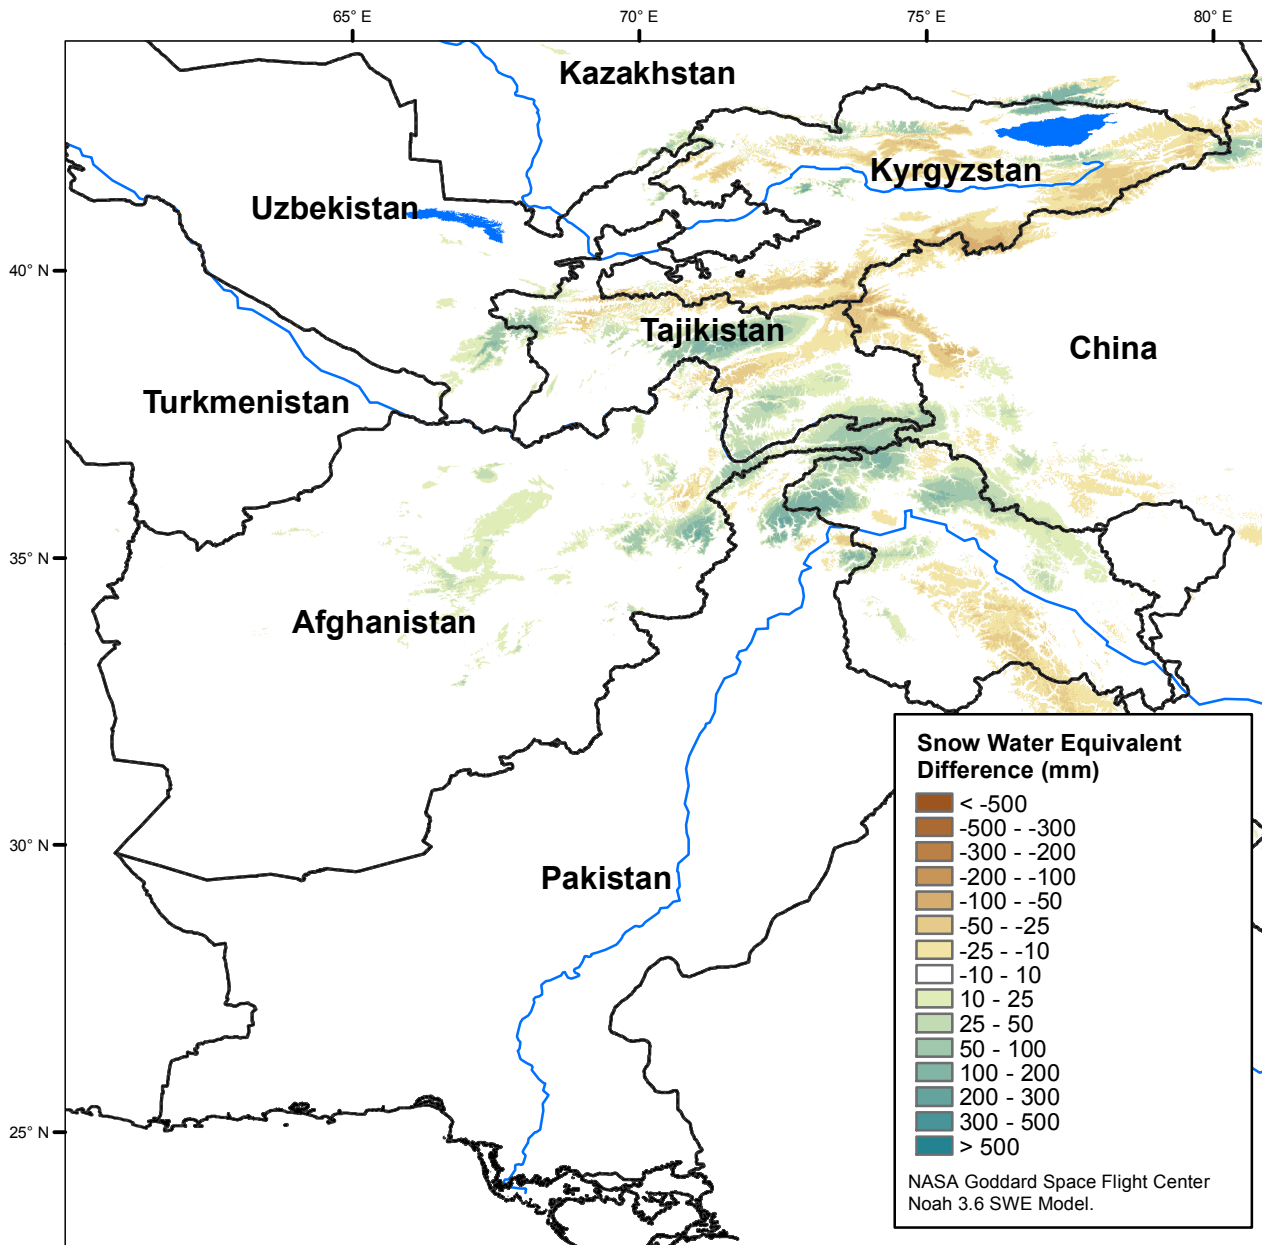 65° E
70° E
75° E
80° E
Kazakhstan
Kyrgyzstan
Uzbekistan
40° N
Tajikistan
China
Turkmenistan
35° N
Afghanistan
Snow Water Equivalent
Difference (mm)
< -500
-500 - -300
-300 - -200
-200 - -100
-100 - -50
-50 - -25
-25 - -10
-10 - 10
10 - 25
25 - 50
50 - 100
100 - 200
200 - 300
300 - 500
> 500
NASA Goddard Space Flight Center
Noah 3.6 SWE Model.
30° N
Pakistan
25° N